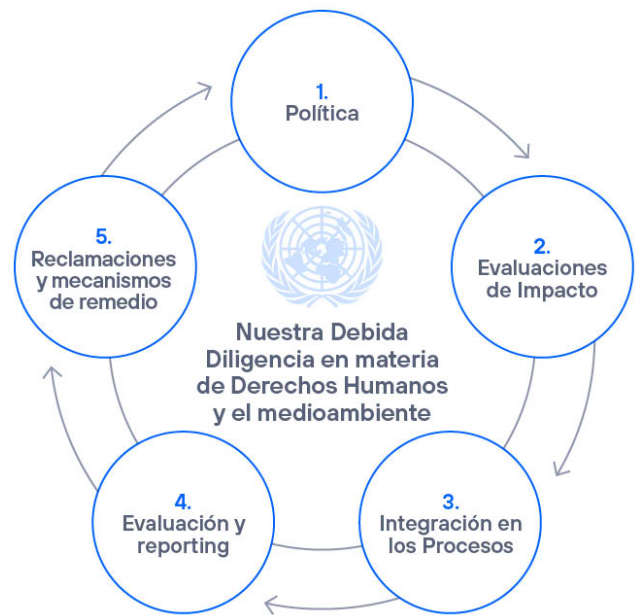 1.
Política
2.
Evaluaciones
de Impacto
3.
Integración en
los Procesos
4.
Evaluación y
reporting
5.
Reclamaciones
y mecanismos
de remedio
Nuestra Debida
Diligencia en materia
de Derechos Humanos
y el medioambiente